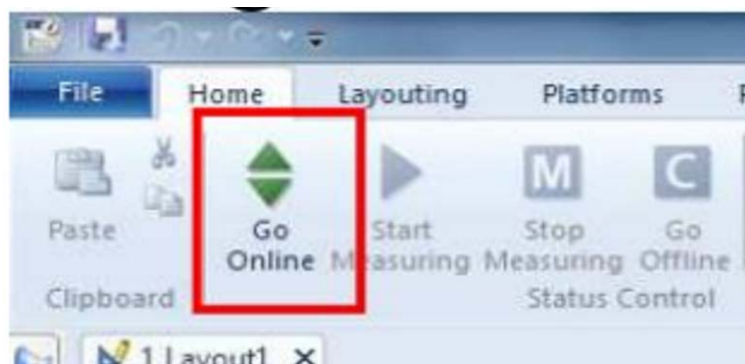 File Home Layouting Platforms
M C
Paste Go Start Stop Go
Online Measuring Measuring Offline
Clipboard Status Control
1 Layout1 ×